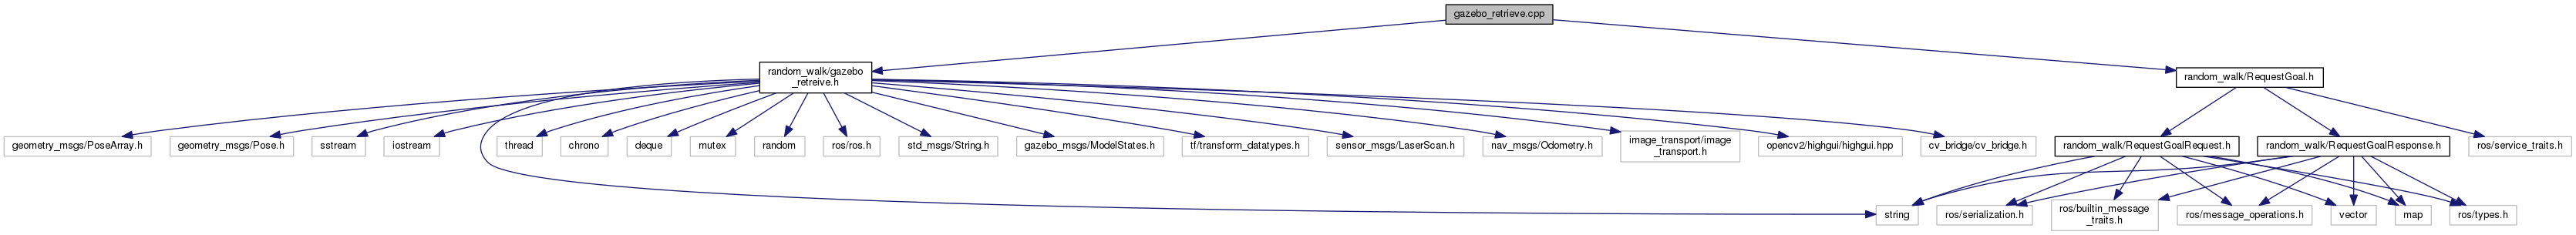 gazebo_retrieve.cpp
random_walk/gazebo
_retreive.h
random_walk/RequestGoal.h
geometry_msgs/PoseArray.h
geometry_msgs/Pose.h
sstream
iostream
thread
chrono
deque
mutex
random
ros/ros.h
std_msgs/String.h
gazebo_msgs/ModelStates.h
tf/transform_datatypes.h
sensor_msgs/LaserScan.h
nav_msgs/Odometry.h
image_transport/image
_transport.h
opencv2/highgui/highgui.hpp
cv_bridge/cv_bridge.h
random_walk/RequestGoalRequest.h
random_walk/RequestGoalResponse.h
ros/service_traits.h
string
ros/serialization.h
ros/builtin_message
_traits.h
ros/message_operations.h
vector
map
ros/types.h